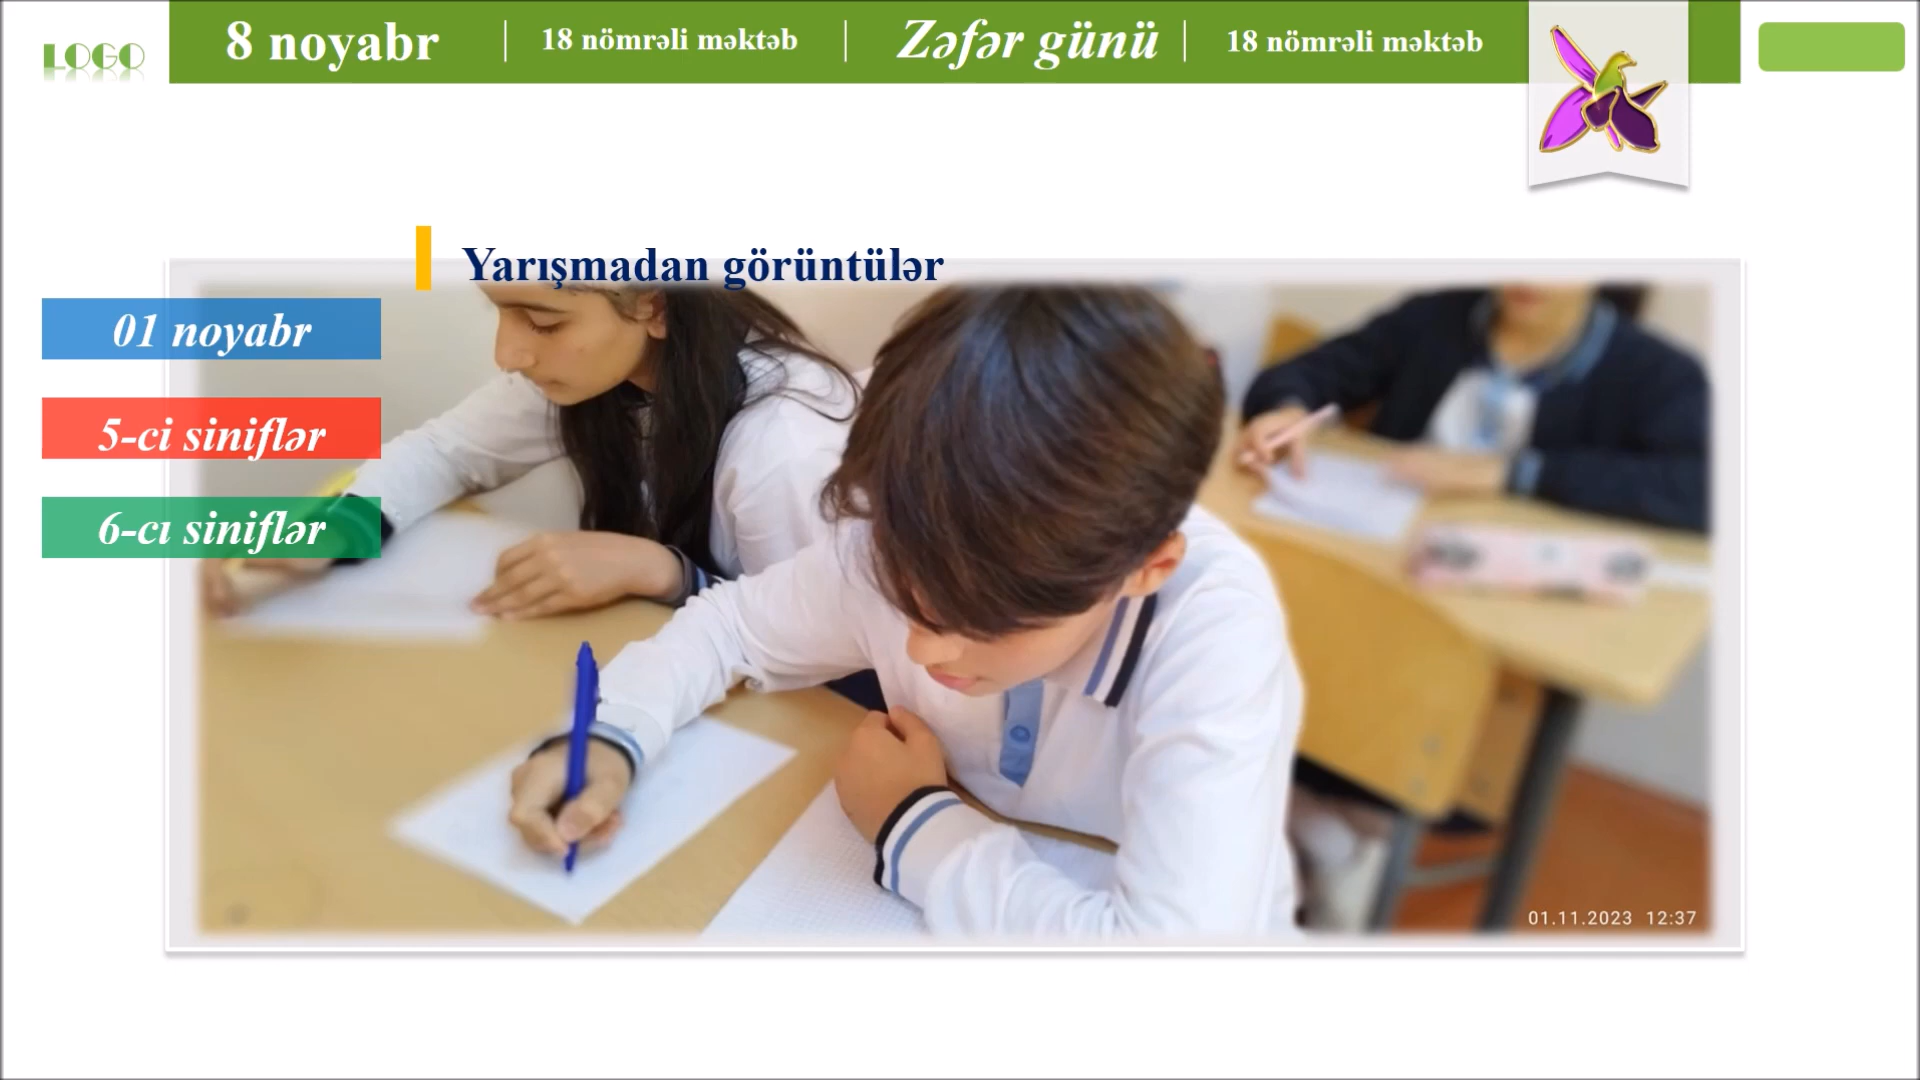 LOGO
8 noyabr
18 nömrəli məktəb
Zəfər günü
18 nömrəli məktəb
Yarışmadan görüntülər
01 noyabr
5-ci siniflər
6-cı siniflər
01.11.2023 12:37